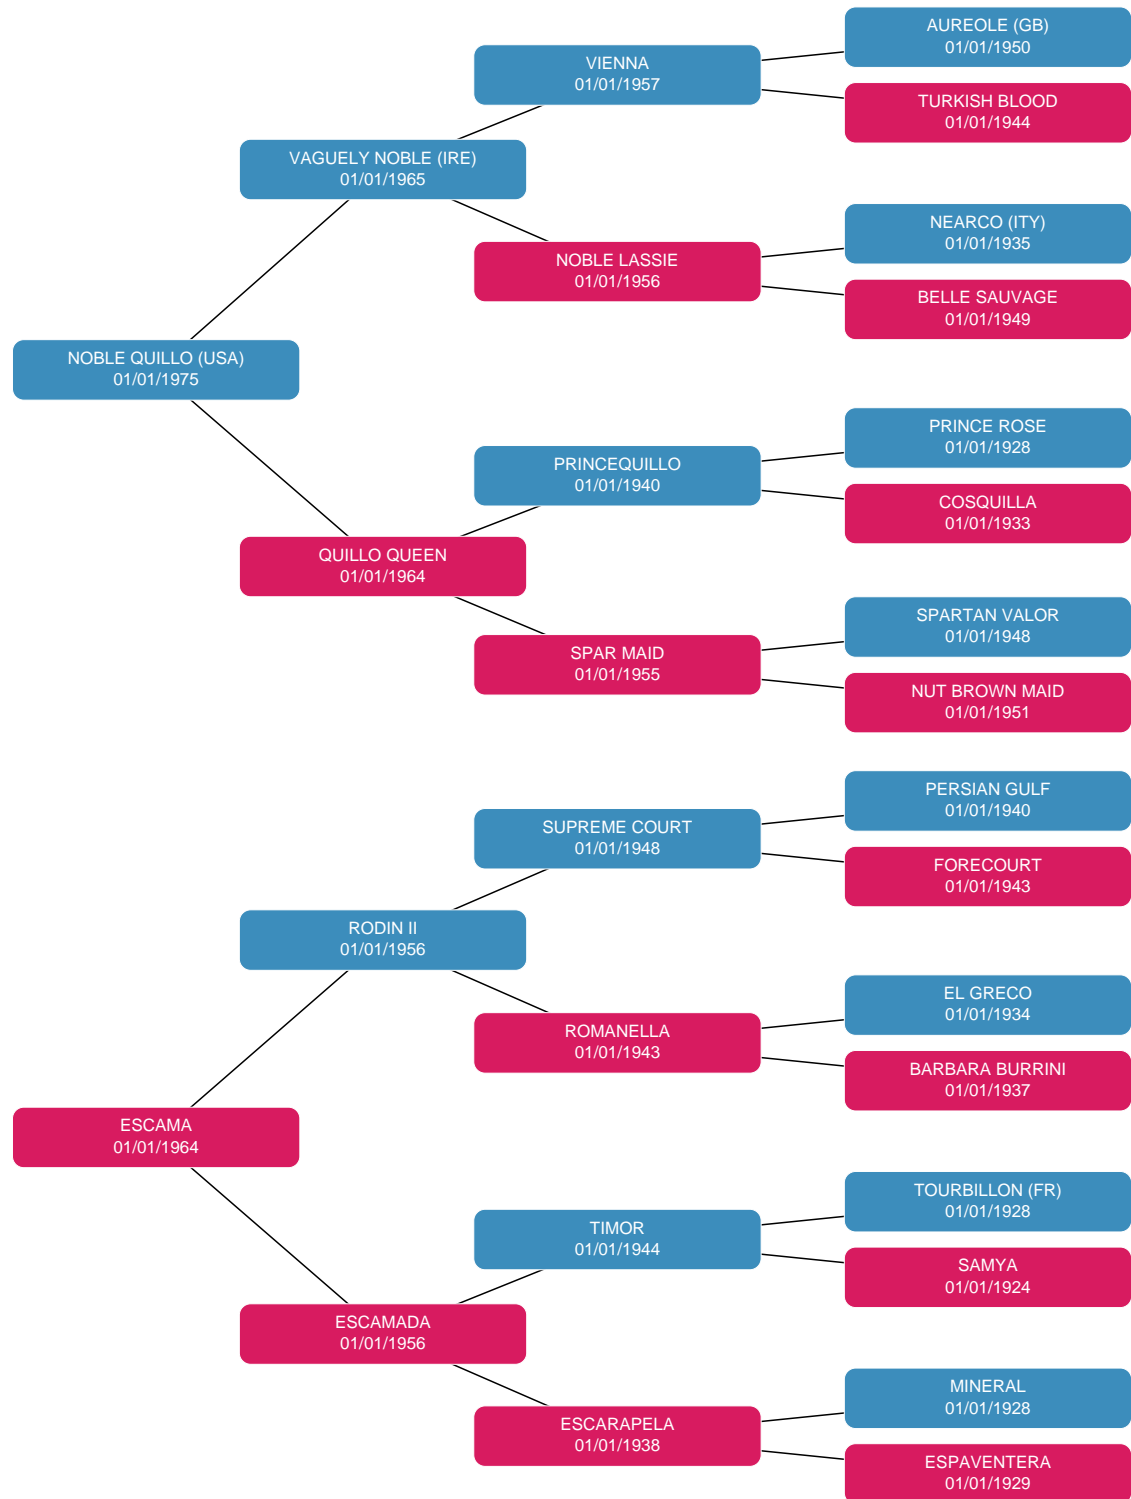 AUREOLE (GB)
01/01/1950
VIENNA
01/01/1957
TURKISH BLOOD
01/01/1944
VAGUELY NOBLE (IRE)
01/01/1965
NEARCO (ITY)
01/01/1935
NOBLE LASSIE
01/01/1956
BELLE SAUVAGE
01/01/1949
NOBLE QUILLO (USA)
01/01/1975
PRINCE ROSE
01/01/1928
PRINCEQUILLO
01/01/1940
COSQUILLA
01/01/1933
QUILLO QUEEN
01/01/1964
SPARTAN VALOR
01/01/1948
SPAR MAID
01/01/1955
NUT BROWN MAID
01/01/1951
PERSIAN GULF
01/01/1940
SUPREME COURT
01/01/1948
FORECOURT
01/01/1943
RODIN II
01/01/1956
EL GRECO
01/01/1934
ROMANELLA
01/01/1943
BARBARA BURRINI
01/01/1937
ESCAMA
01/01/1964
TOURBILLON (FR)
01/01/1928
TIMOR
01/01/1944
SAMYA
01/01/1924
ESCAMADA
01/01/1956
MINERAL
01/01/1928
ESCARAPELA
01/01/1938
ESPAVENTERA
01/01/1929